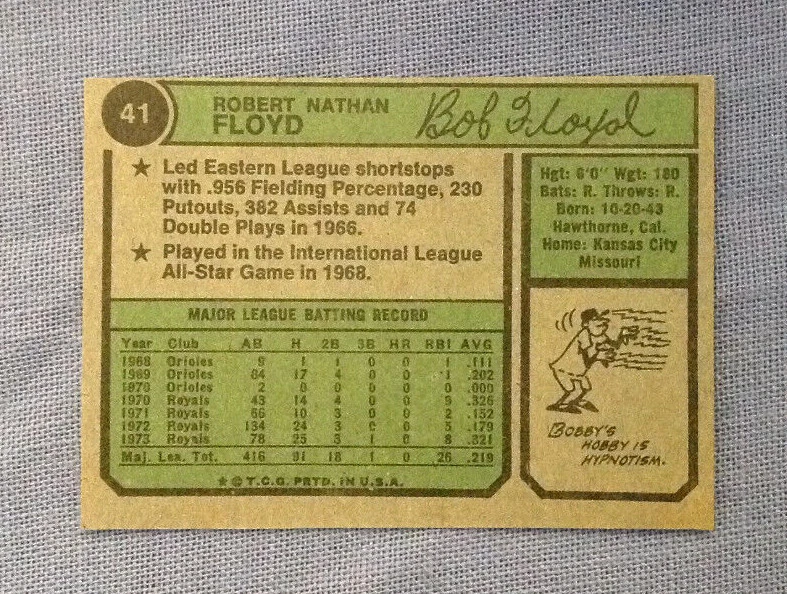 41
ROBERT NATHAN
FLOYD
Bob Floyd
★ Led Eastern League shortstops
with .956 Fielding Percentage, 230
Putouts, 382 Assists and 74
Double Plays in 1966.
★ Played in the International League
All-Star Game in 1968.
Hgt: 6'0" Wgt: 180
Bats: R. Throws: R.
Born: 10-20-43
Hawthorne, Cal.
Home: Kansas City
Missouri
MAJOR LEAGUE BATTING RECORD
Year Club AB H 2B 3B HR RBI AVG
1968 Orioles 9 1 1 0 0 1 .111
1969 Orioles 84 17 4 0 0 1 .202
1970 Orioles 2 0 0 0 0 0 .000
1970 Royals 43 14 4 0 0 9 .326
1971 Royals 66 10 3 0 0 2 .152
1972 Royals 134 24 3 0 0 5 .179
1973 Royals 78 25 3 1 0 8 .321
Maj. Lea. Tot. 416 91 18 1 0 26 .219
★ © T.C.G. PRTD. IN U.S.A.
BOBBY'S
HOBBY IS
HYPNOTISM.